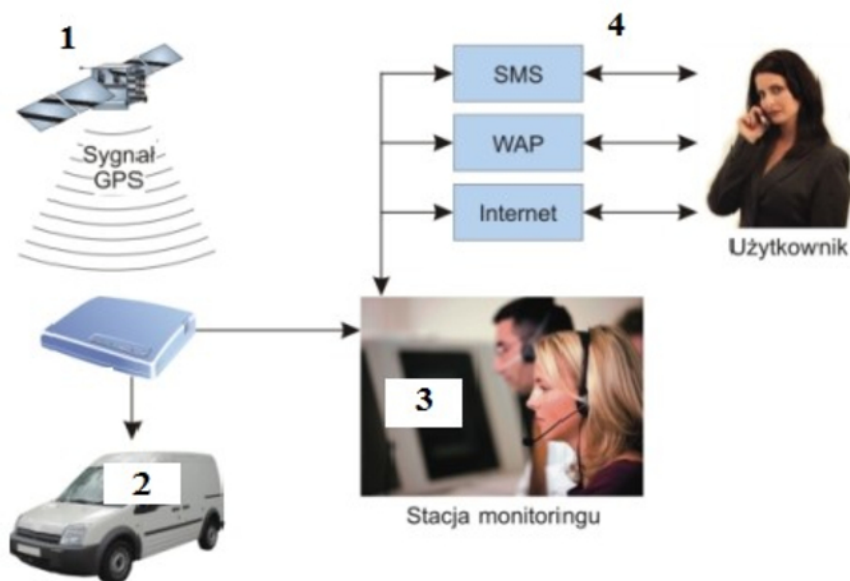 1
4
SMS
Sygnał
GPS
WAP
Internet
Użytkownik
3
2
Stacja monitoringu